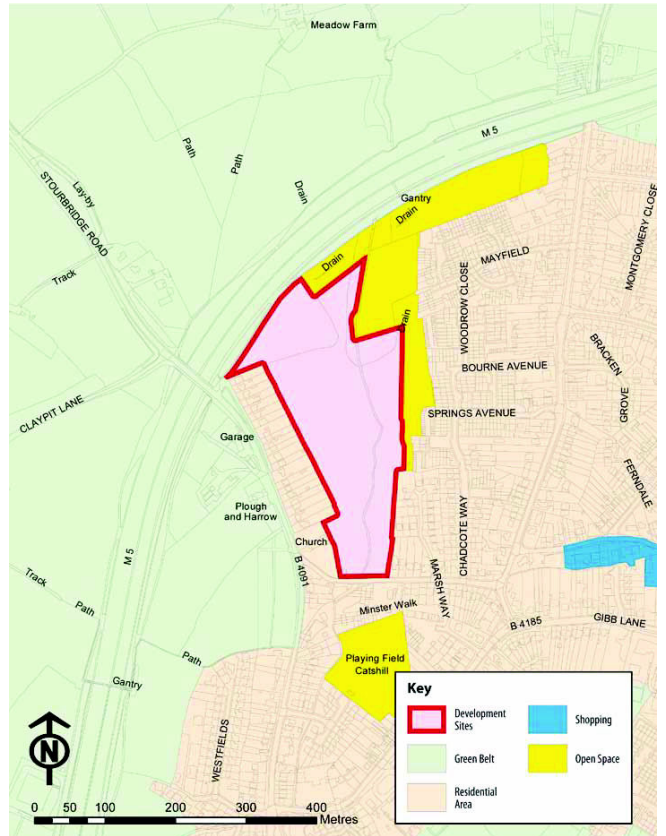 Meadow Farm
M 5
Path
Path
Lay-by
STOURBRIDGE ROAD
Drain
Gantry
Drain
MONTGOMERY CLOSE
MAYFIELD
Drain
Track
WOODROW CLOSE
Drain
BRACKEN
GROVE
BOURNE AVENUE
CLAYPIT LANE
SPRINGS AVENUE
Garage
FERNDALE
Plough
and Harrow
CHADCOTE WAY
Church
M 5
B 4091
MARSH WAY
Track
Path
Minster Walk
B 4185
GIBB LANE
Path
Playing Field
Catshill
Gantry
WESTFIELDS
Key
Development
Sites
Shopping
Green Belt
Open Space
Residential
Area
N
0 50 100 200 300 400
Metres